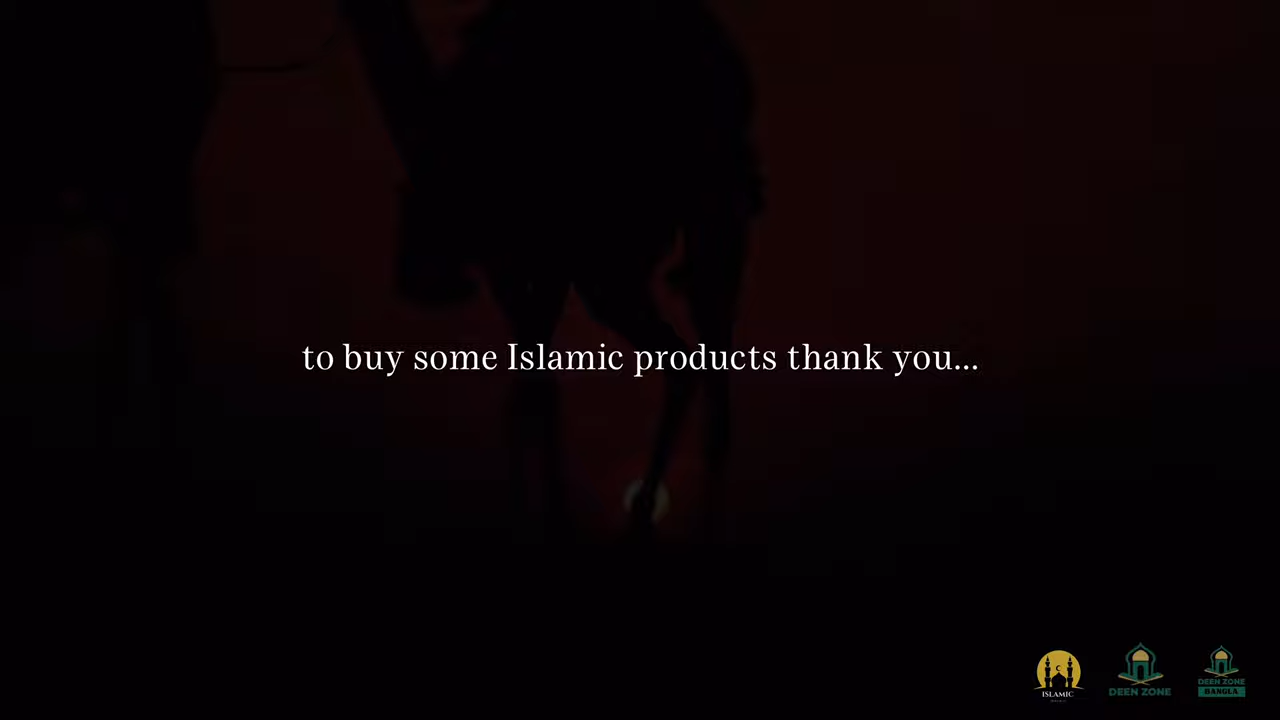 to buy some Islamic products thank you...
ISLAMIC
DEEN ZONE
DEEN ZONE
BANGLA